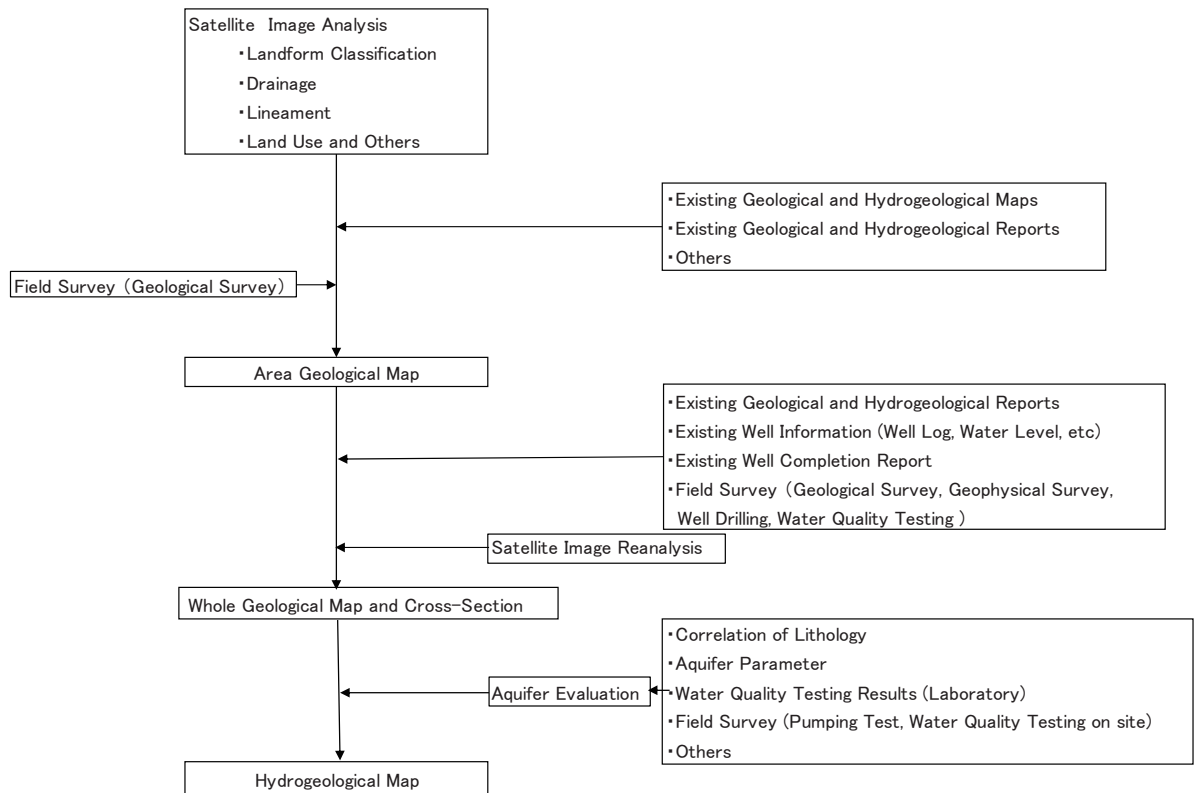 Satellite Image Analysis
・Landform Classification
・Drainage
・Lineament
・Land Use and Others
・Existing Geological and Hydrogeological Maps
・Existing Geological and Hydrogeological Reports
・Others
Field Survey (Geological Survey)
Area Geological Map
・Existing Geological and Hydrogeological Reports
・Existing Well Information (Well Log, Water Level, etc)
・Existing Well Completion Report
・Field Survey (Geological Survey, Geophysical Survey,
Well Drilling, Water Quality Testing )
Satellite Image Reanalysis
Whole Geological Map and Cross-Section
・Correlation of Lithology
・Aquifer Parameter
・Water Quality Testing Results (Laboratory)
・Field Survey (Pumping Test, Water Quality Testing on site)
・Others
Aquifer Evaluation
Hydrogeological Map